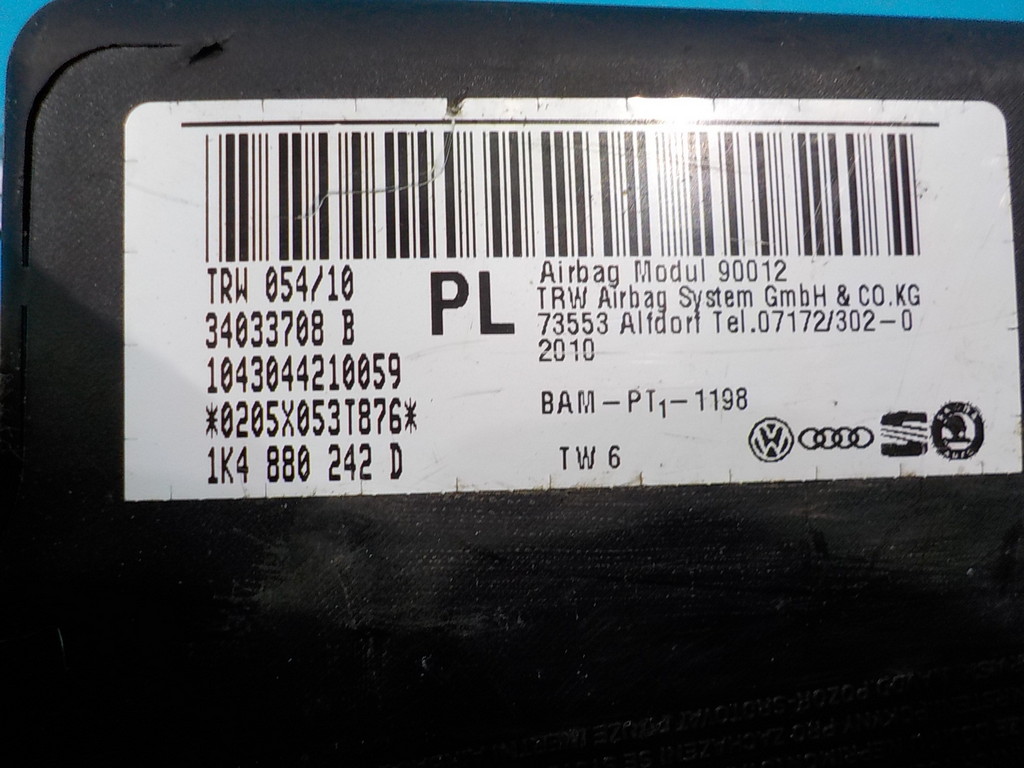 TRW 054/10
34033708 B
1043044210059
*0205X053T876*
1K4 880 242 D
PL
Airbag Modul 90012
TRW Airbag System GmbH & CO.KG
73553 Alfdorf Tel.07172/302-0
2010
BAM-PT1-1198
TW 6